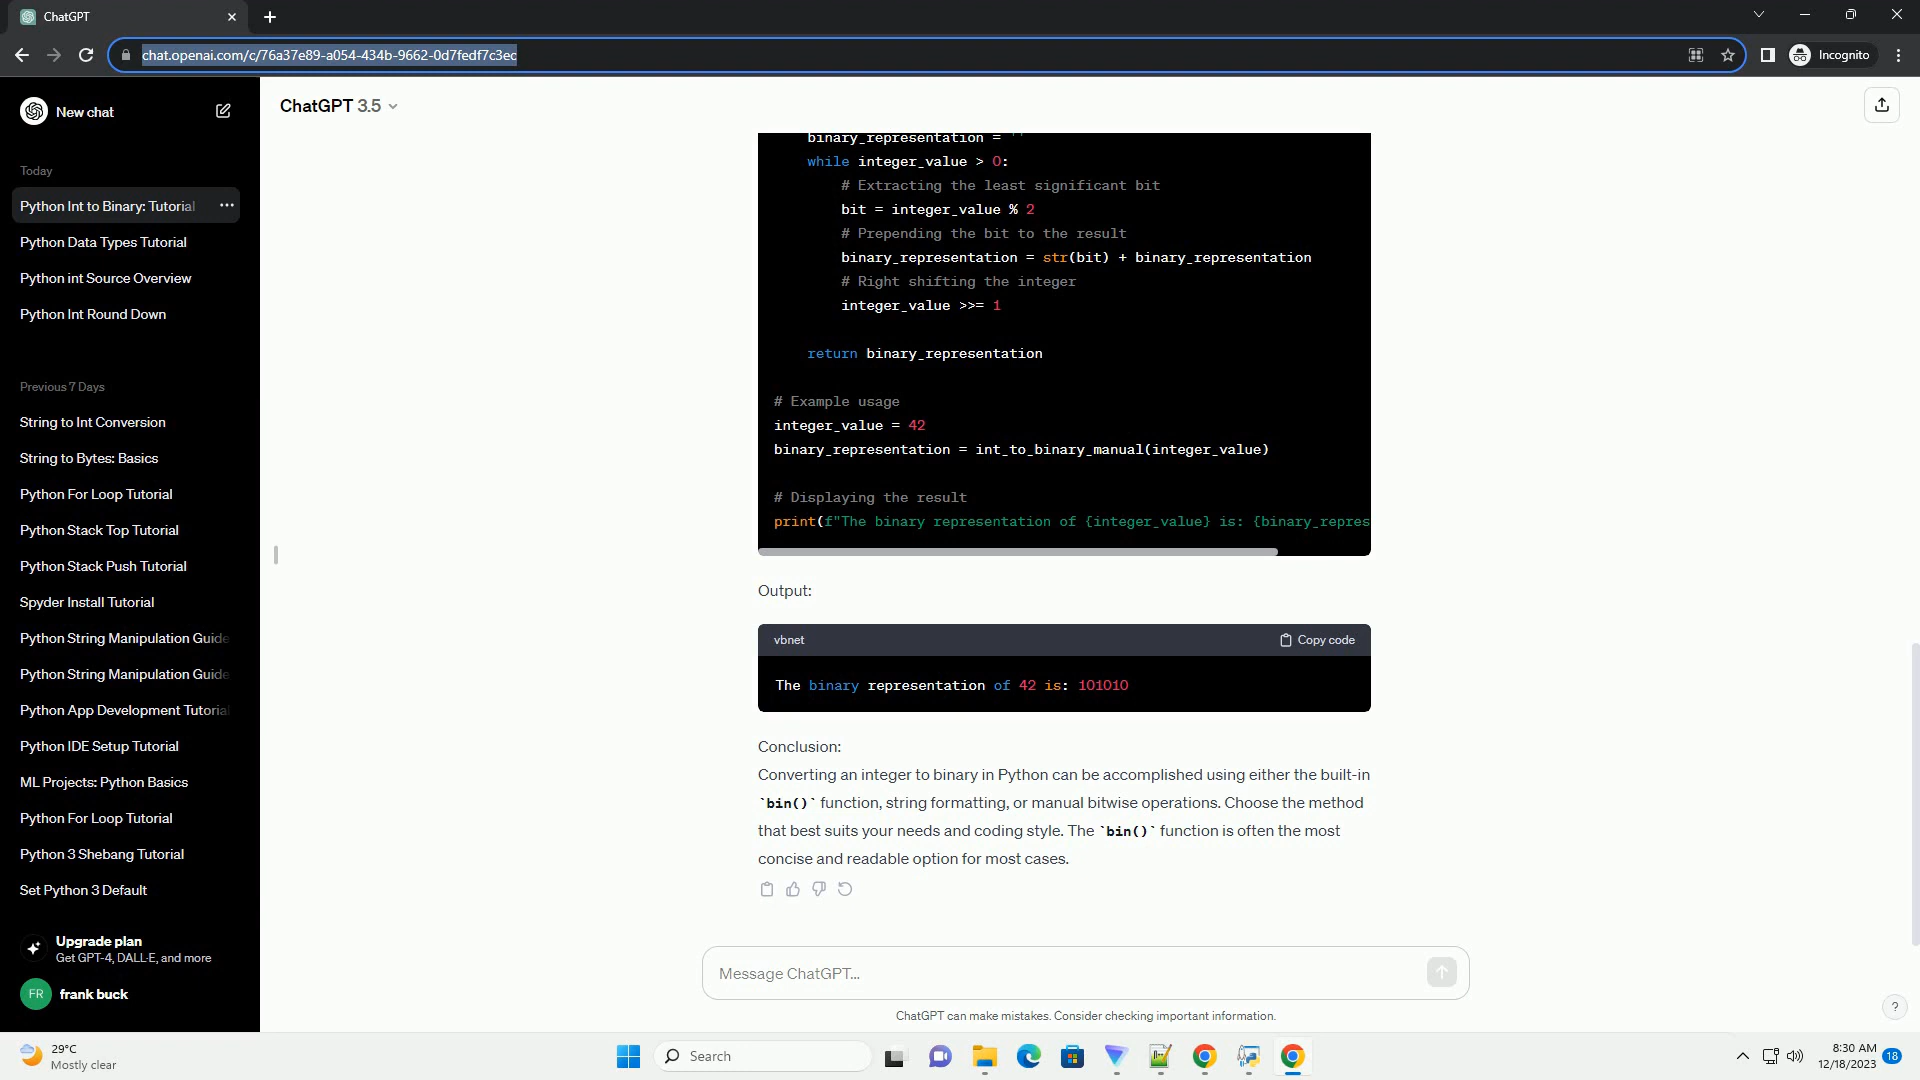 ChatGPT
chat.openai.com/c/76a37e89-a054-434b-9662-0d7fedf7c3ec
Incognito
New chat
Today
Python Int to Binary: Tutorial
Python Data Types Tutorial
Python int Source Overview
Python Int Round Down
Previous 7 Days
String to Int Conversion
String to Bytes: Basics
Python For Loop Tutorial
Python Stack Top Tutorial
Python Stack Push Tutorial
Spyder Install Tutorial
Python String Manipulation Guide
Python String Manipulation Guide
Python App Development Tutorial
Python IDE Setup Tutorial
ML Projects: Python Basics
Python For Loop Tutorial
Python 3 Shebang Tutorial
Set Python 3 Default
Upgrade plan
Get GPT-4, DALL·E, and more
FR
frank buck
ChatGPT 3.5
binary_representation = ''
while integer_value > 0:
# Extracting the least significant bit
bit = integer_value % 2
# Prepending the bit to the result
binary_representation = str(bit) + binary_representation
# Right shifting the integer
integer_value >>= 1
return binary_representation
# Example usage
integer_value = 42
binary_representation = int_to_binary_manual(integer_value)
# Displaying the result
print(f"The binary representation of {integer_value} is: {binary_repres
Output:
vbnet
Copy code
The binary representation of 42 is: 101010
Conclusion:
Converting an integer to binary in Python can be accomplished using either the built-in
`bin()` function, string formatting, or manual bitwise operations. Choose the method
that best suits your needs and coding style. The `bin()` function is often the most
concise and readable option for most cases.
Message ChatGPT...
ChatGPT can make mistakes. Consider checking important information.
?
29°C
Mostly clear
Search
8:30 AM
12/18/2023
18